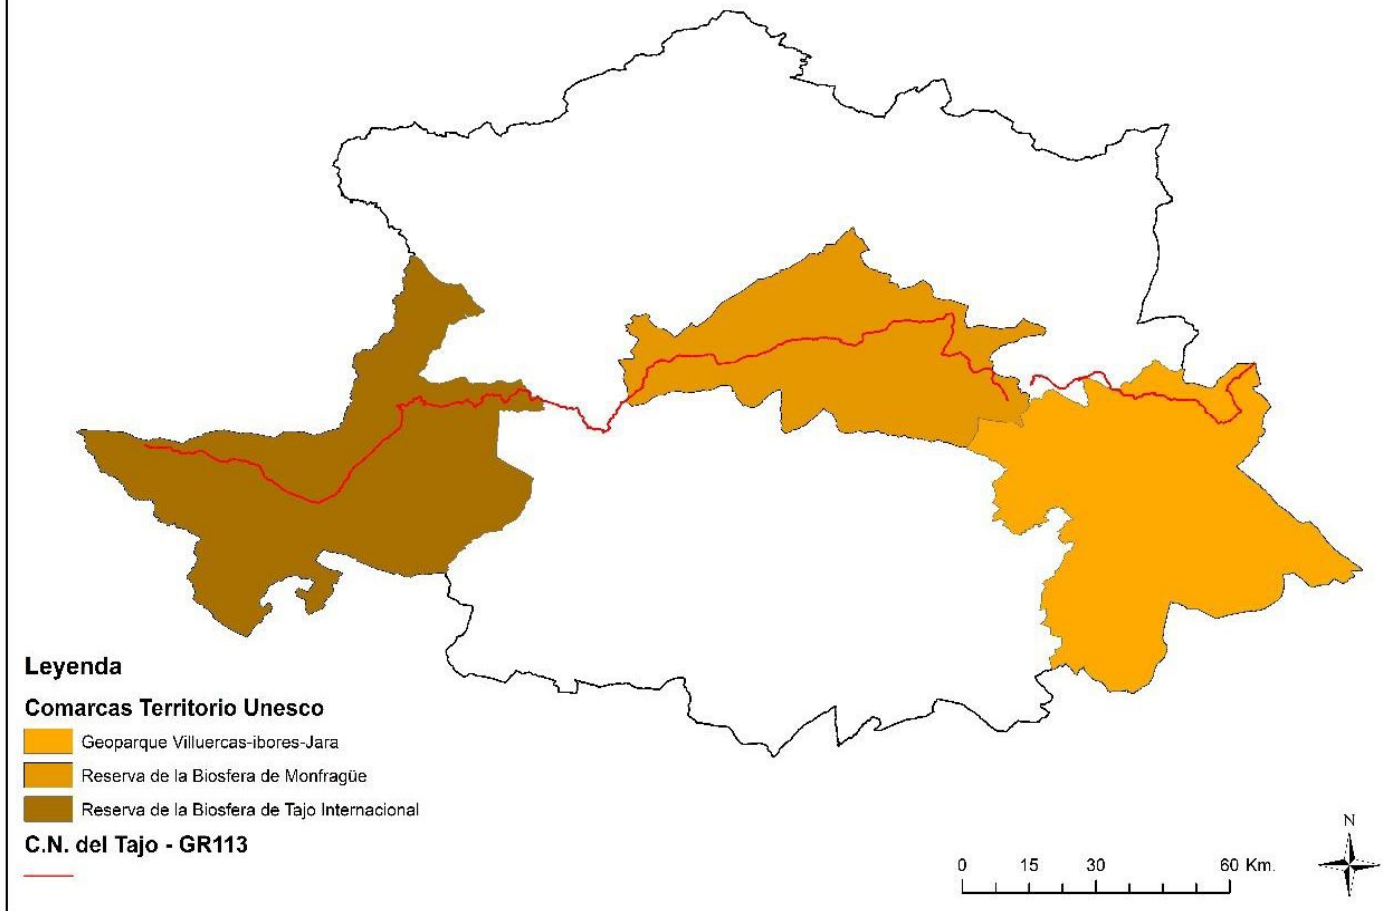 Leyenda
Comarcas Territorio Unesco
Geoparque Villuercas-ibores-Jara
Reserva de la Biosfera de Monfragüe
Reserva de la Biosfera de Tajo Internacional
C.N. del Tajo - GR113
0 15 30 60 Km.
N